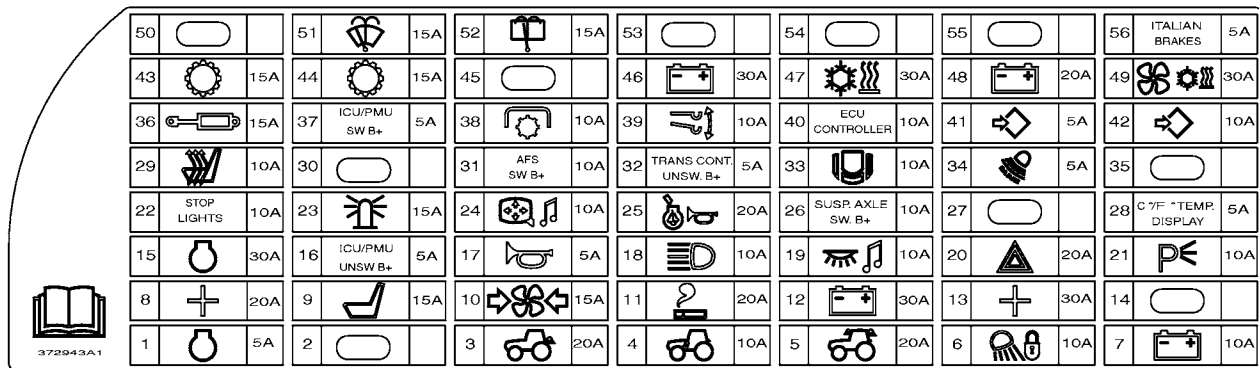 50 51 15A 52 15A 53 54 55 56 ITALIAN BRAKES 5A
43 15A 44 15A 45 46 30A 47 30A 48 20A 49 30A
36 15A 37 ICU/PMU SW B+ 5A 38 10A 39 10A 40 ECU CONTROLLER 10A 41 5A 42 10A
29 10A 30 31 AFS SW B+ 10A 32 TRANS CONT. UNSW. B+ 5A 33 10A 34 5A 35
22 STOP LIGHTS 10A 23 15A 24 10A 25 20A 26 SUSP. AXLE SW. B+ 10A 27 28 C °/F °TEMP. DISPLAY 5A
15 30A 16 ICU/PMU UNSW B+ 5A 17 5A 18 10A 19 10A 20 20A 21 P 10A
8 20A 9 15A 10 15A 11 20A 12 - + 30A 13 30A 14
372943A1 1 5A 2 3 20A 4 10A 5 20A 6 10A 7 - + 10A